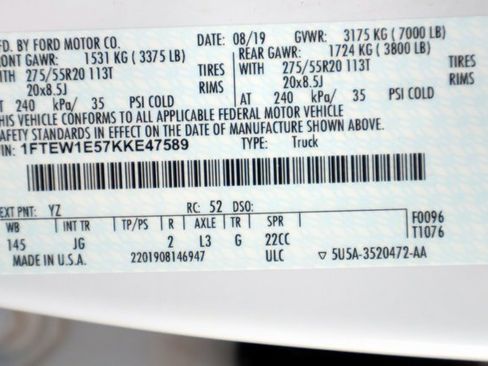 FD. BY FORD MOTOR CO. DATE: 08/19 GVWR: 3175 KG ( 7000 LB)
RONT GAWR: 1531 KG ( 3375 LB) REAR GAWR: 1724 KG ( 3800 LB)
WITH 275/55R20 113T TIRES WITH 275/55R20 113T TIRES
20x8.5J RIMS 20x8.5J RIMS
AT 240 kPa/ 35 PSI COLD AT 240 kPa/ 35 PSI COLD
THIS VEHICLE CONFORMS TO ALL APPLICABLE FEDERAL MOTOR VEHICLE
SAFETY STANDARDS IN EFFECT ON THE DATE OF MANUFACTURE SHOWN ABOVE.
VIN: 1FTEW1E57KKE47589 TYPE: Truck
EXT PNT: YZ RC: 52 DSO:
WB INT TR TP/PS R AXLE TR SPR F0096
145 JG 2 L3 G 22CC T1076
MADE IN U.S.A. 2201908146947 ULC ▽ 5U5A-3520472-AA